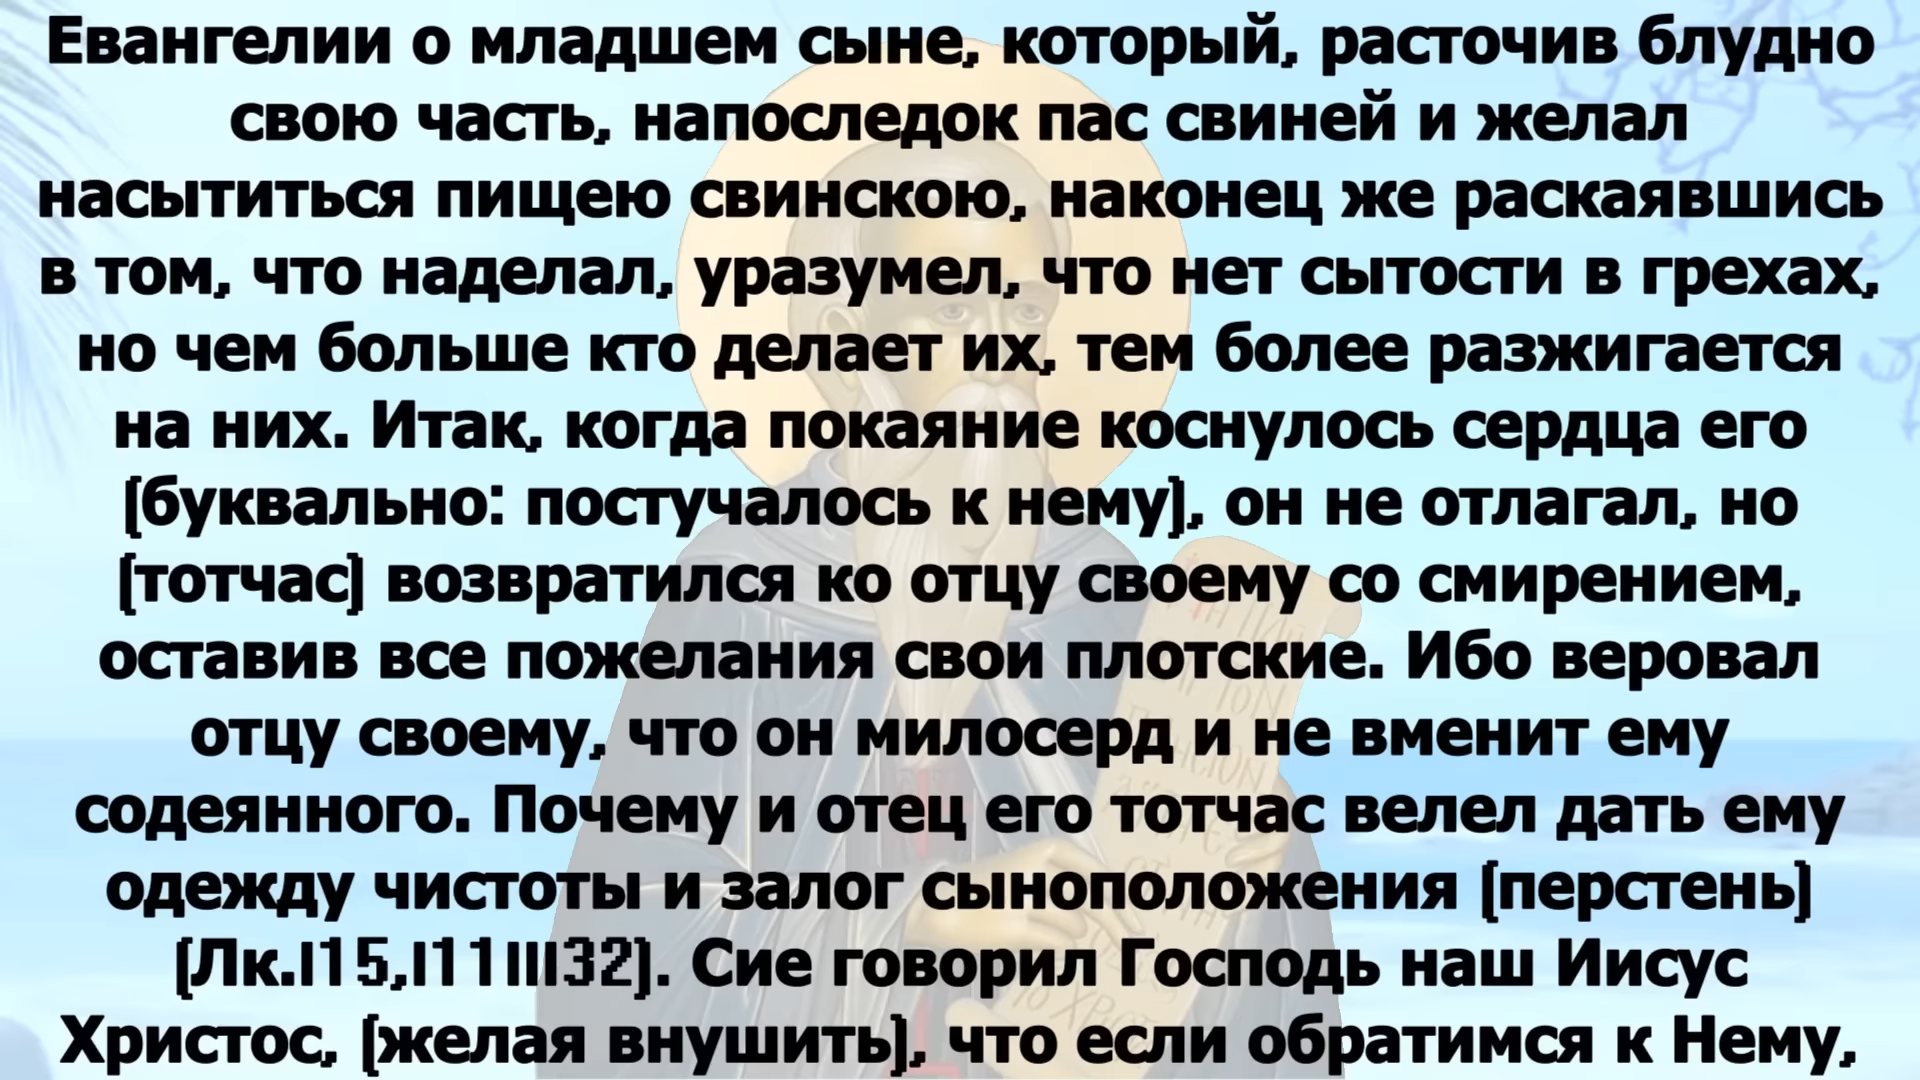 Евангелии о младшем сыне, который, расточив блудно
свою часть, напоследок пас свиней и желал
насытиться пищею свинскою, наконец же раскаявшись
в том, что наделал, уразумел, что нет сытости в грехах,
но чем больше кто делает их, тем более разжигается
на них. Итак, когда покаяние коснулось сердца его
[буквально: постучалось к нему], он не отлагал, но
[тотчас] возвратился ко отцу своему со смирением,
оставив все пожелания свои плотские. Ибо веровал
отцу своему, что он милосерд и не вменит ему
содеянного. Почему и отец его тотчас велел дать ему
одежду чистоты и залог сыноположения [перстень]
[Лк.I15,I11III32]. Сие говорил Господь наш Иисус
Христос, [желая внушить], что если обратимся к Нему,